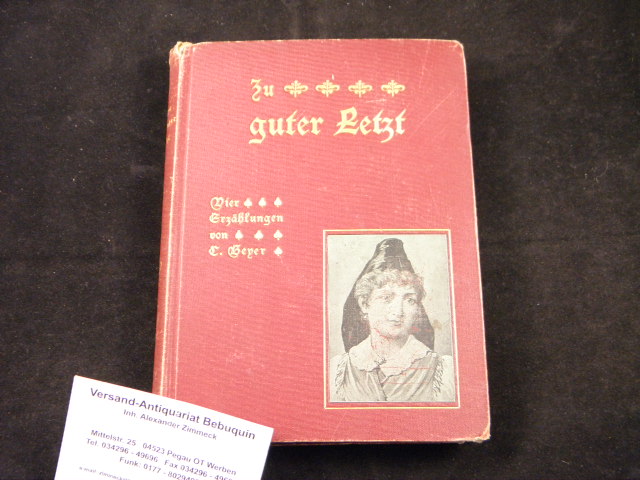 Zu
guter Letzt
Vier
Erzählungen
von
C. Beyer
Versand-Antiquariat Bebuquin
Inh. Alexander Zimmeck
Mittelstr. 25 04523 Pegau OT Werben
Tel. 034296 - 49696 Fax 034296 -
Funk: 0177 -